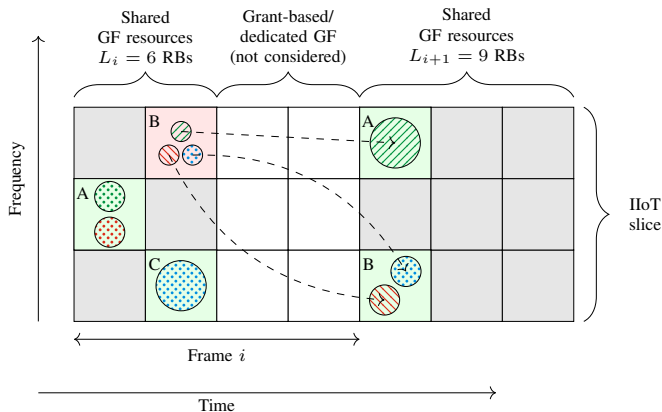 Shared
GF resources
L_i = 6 RBs
Grant-based/
dedicated GF
(not considered)
Shared
GF resources
L_{i+1} = 9 RBs
Frequency
B
A
A
C
B
IIoT
slice
Frame i
Time